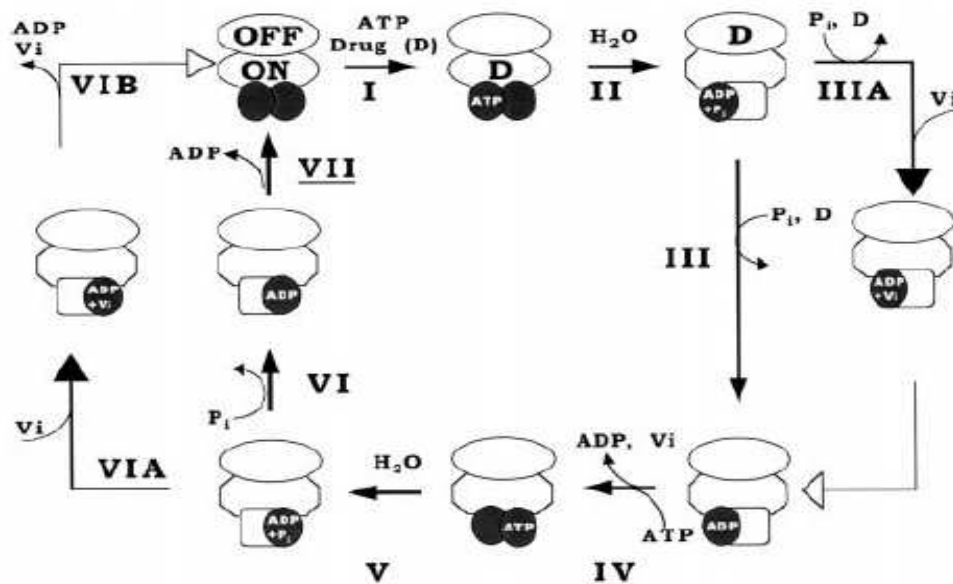 ADP
Vi
VIB
OFF
ON
ATP
Drug (D)
I
D
ATP
H₂O
II
D
ADP
+Pᵢ
Pᵢ, D
IIIA
Vi
ADP
VII
ADP
+Vi
ADP
III
Pᵢ, D
ADP
+Vi
VI
Pᵢ
Vi
VIA
ADP
+Pᵢ
H₂O
V
ATP
ADP, Vi
IV
ATP
ADP